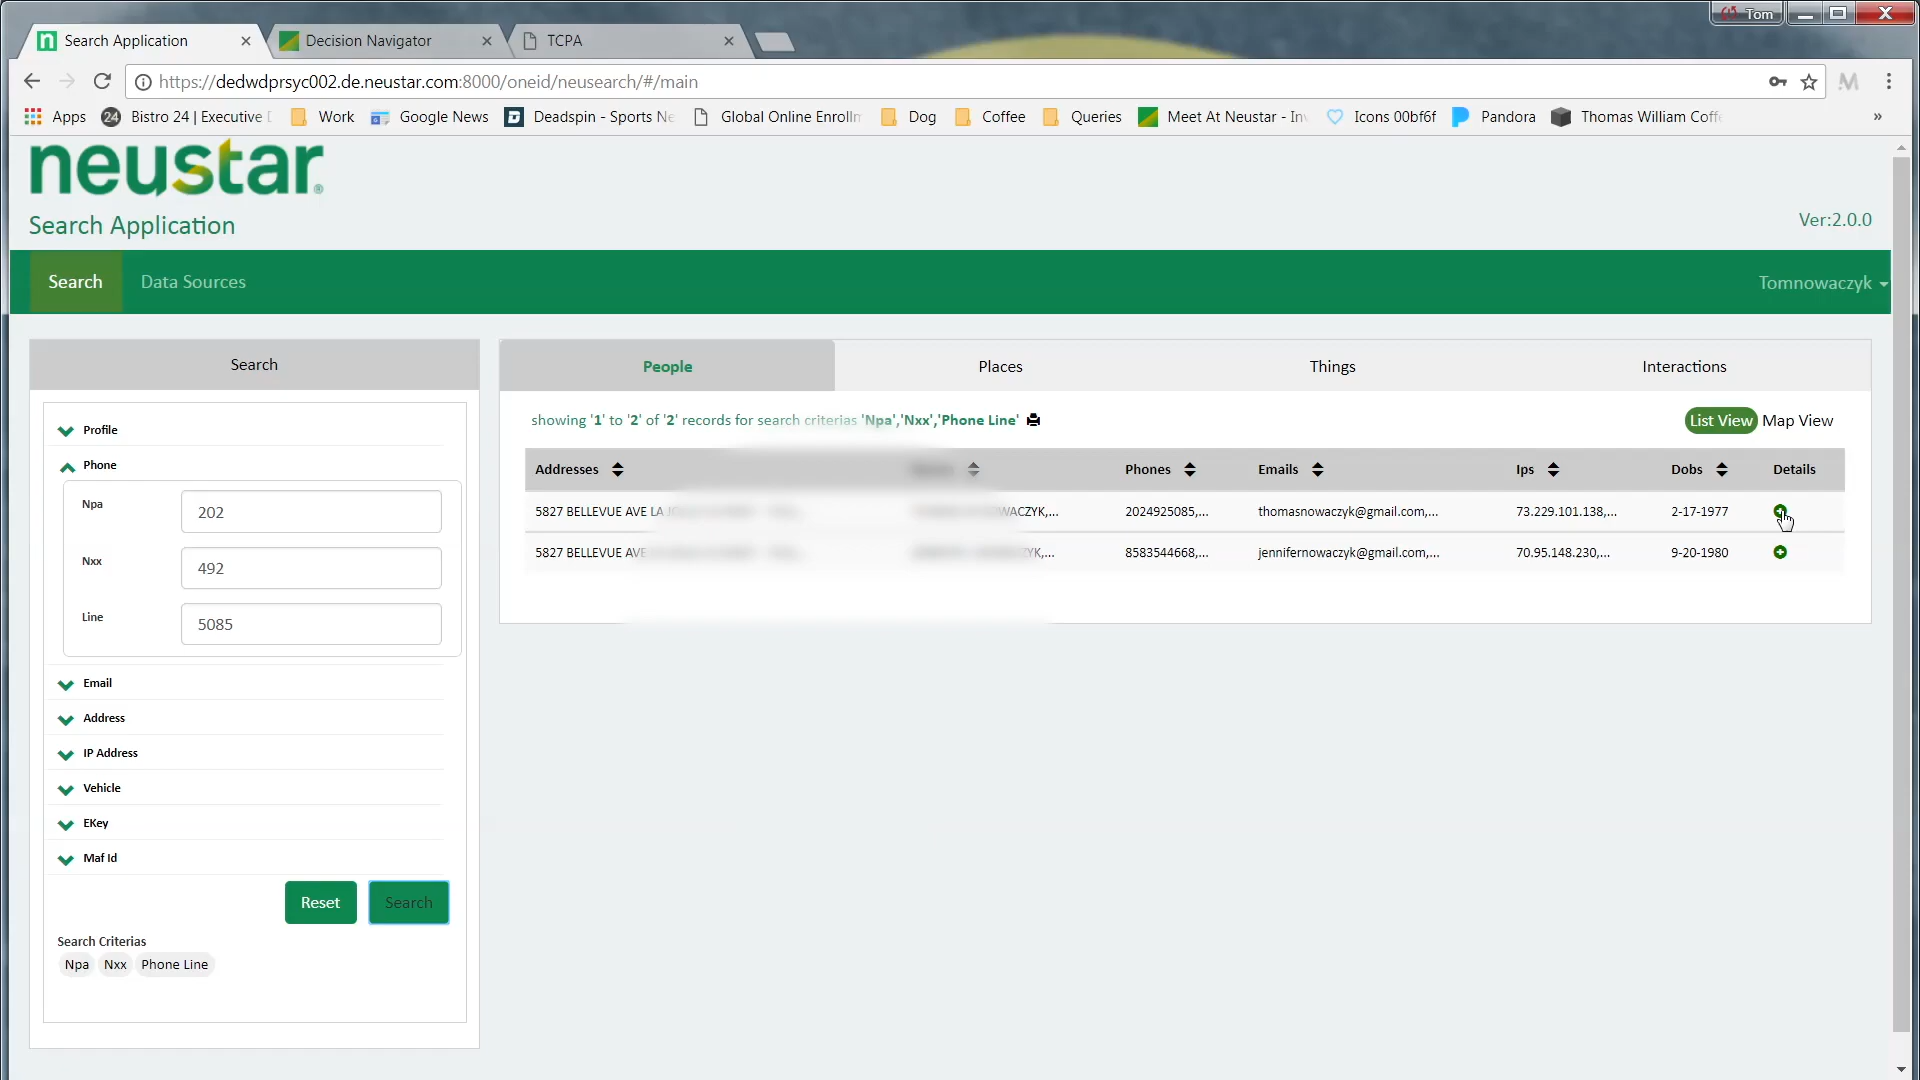 Tom
Search Application
Decision Navigator
TCPA
https://dedwdprsyc002.de.neustar.com:8000/oneid/neusearch/#/main
Apps
24
Bistro 24 | Executive
Work
Google News
Deadspin - Sports Ne
Global Online Enrollm
Dog
Coffee
Queries
Meet At Neustar - In
Icons 00bf6f
Pandora
Thomas William Coff
»
neustar®
Search Application
Ver:2.0.0
Search
Data Sources
Tomnowaczyk
Search
People
Places
Things
Interactions
Profile
showing '1' to '2' of '2' records for search criterias 'Npa','Nxx','Phone Line'
List View
Map View
Phone
Addresses
Phones
Emails
Ips
Dobs
Details
Npa
202
5827 BELLEVUE AVE LA
WACZYK,...
2024925085,...
thomasnowaczyk@gmail.com,...
73.229.101.138,...
2-17-1977
Nxx
492
5827 BELLEVUE AVE
ZYK,...
8583544668,...
jennifernowaczyk@gmail.com,...
70.95.148.230,...
9-20-1980
Line
5085
Email
Address
IP Address
Vehicle
EKey
Maf Id
Reset
Search
Search Criterias
Npa
Nxx
Phone Line